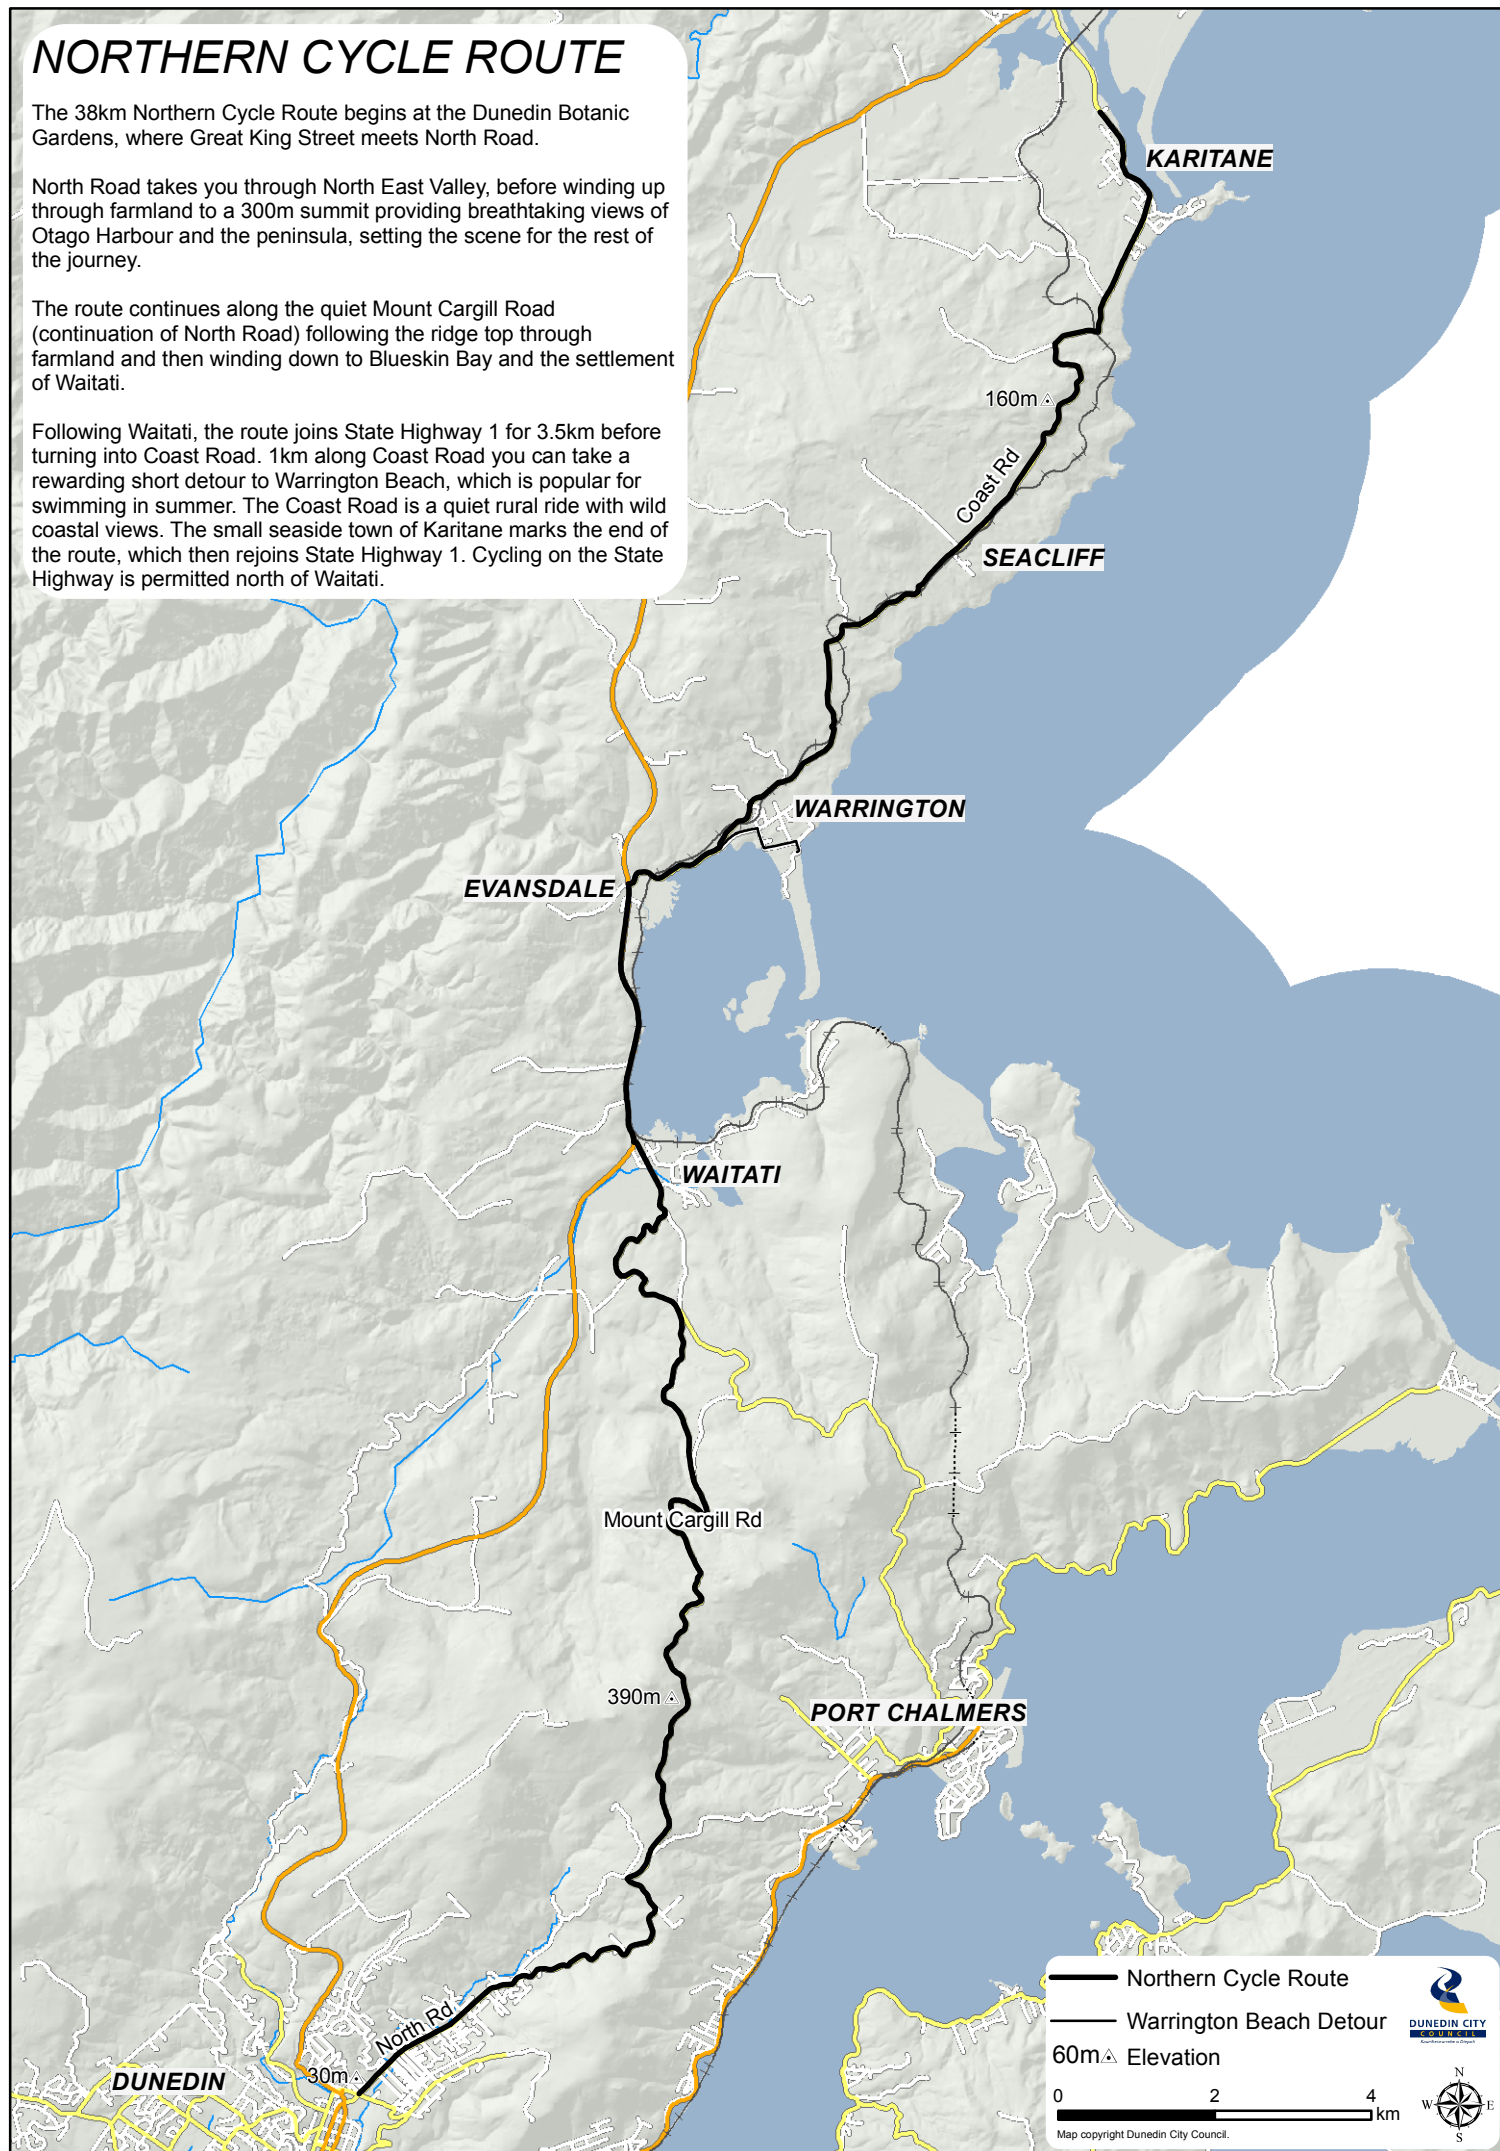 NORTHERN CYCLE ROUTE
The 38km Northern Cycle Route begins at the Dunedin Botanic
Gardens, where Great King Street meets North Road.
North Road takes you through North East Valley, before winding up
through farmland to a 300m summit providing breathtaking views of
Otago Harbour and the peninsula, setting the scene for the rest of
the journey.
The route continues along the quiet Mount Cargill Road
(continuation of North Road) following the ridge top through
farmland and then winding down to Blueskin Bay and the settlement
of Waitati.
Following Waitati, the route joins State Highway 1 for 3.5km before
turning into Coast Road. 1km along Coast Road you can take a
rewarding short detour to Warrington Beach, which is popular for
swimming in summer. The Coast Road is a quiet rural ride with wild
coastal views. The small seaside town of Karitane marks the end of
the route, which then rejoins State Highway 1. Cycling on the State
Highway is permitted north of Waitati.
KARITANE
160m
Coast Rd
SEACLIFF
WARRINGTON
EVANSDALE
WAITATI
Mount Cargill Rd
390m
PORT CHALMERS
North Rd
30m
DUNEDIN
Northern Cycle Route
Warrington Beach Detour
60m Elevation
0 2 4
km
Map copyright Dunedin City Council.
DUNEDIN CITY
COUNCIL
N
W E
S